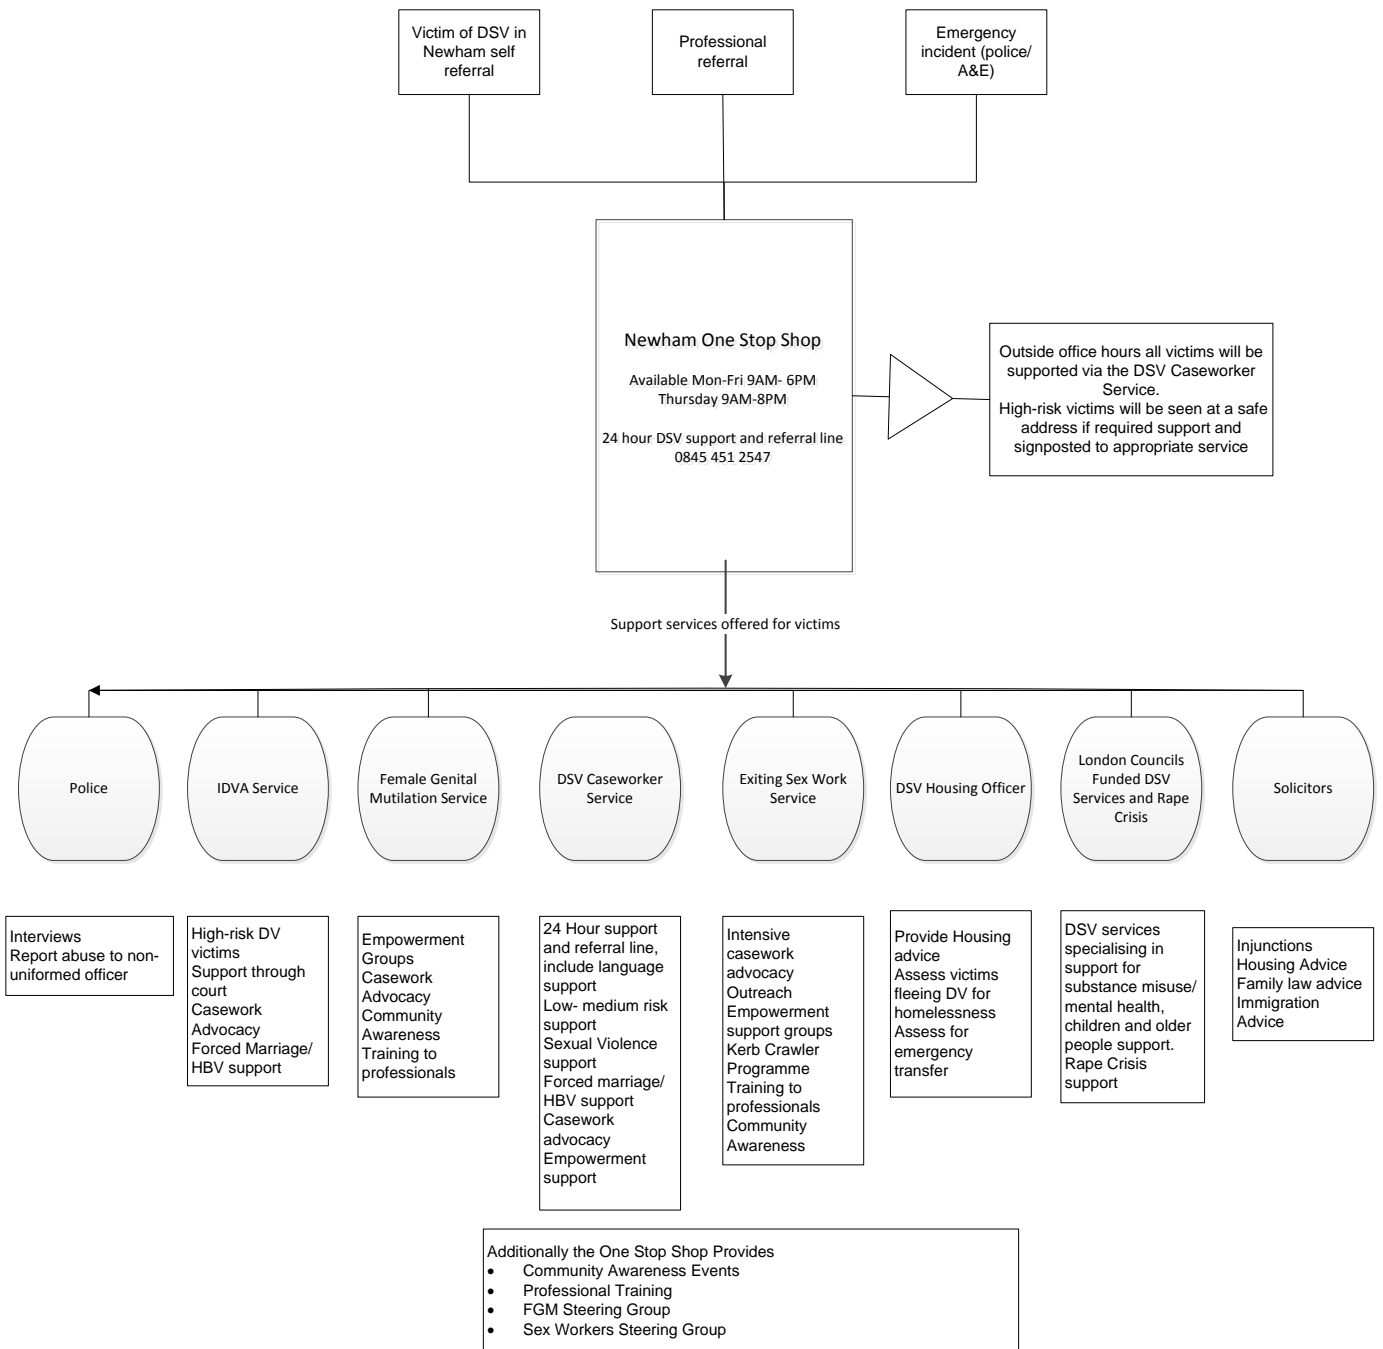 Victim of DSV in
Newham self
referral
Professional
referral
Emergency
incident (police/
A&E)
Newham One Stop Shop
Available Mon-Fri 9AM- 6PM
Thursday 9AM-8PM
24 hour DSV support and referral line
0845 451 2547
Outside office hours all victims will be
supported via the DSV Caseworker
Service.
High-risk victims will be seen at a safe
address if required support and
signposted to appropriate service
Support services offered for victims
Police
IDVA Service
Female Genital
Mutilation Service
DSV Caseworker
Service
Exiting Sex Work
Service
DSV Housing Officer
London Councils
Funded DSV
Services and Rape
Crisis
Solicitors
Interviews
Report abuse to non-
uniformed officer
High-risk DV
victims
Support through
court
Casework
Advocacy
Forced Marriage/
HBV support
Empowerment
Groups
Casework
Advocacy
Community
Awareness
Training to
professionals
24 Hour support
and referral line,
include language
support
Low- medium risk
support
Sexual Violence
support
Forced marriage/
HBV support
Casework
advocacy
Empowerment
support
Intensive
casework
advocacy
Outreach
Empowerment
support groups
Kerb Crawler
Programme
Training to
professionals
Community
Awareness
Provide Housing
advice
Assess victims
fleeing DV for
homelessness
Assess for
emergency
transfer
DSV services
specialising in
support for
substance misuse/
mental health,
children and older
people support.
Rape Crisis
support
Injunctions
Housing Advice
Family law advice
Immigration
Advice
Additionally the One Stop Shop Provides
• Community Awareness Events
• Professional Training
• FGM Steering Group
• Sex Workers Steering Group